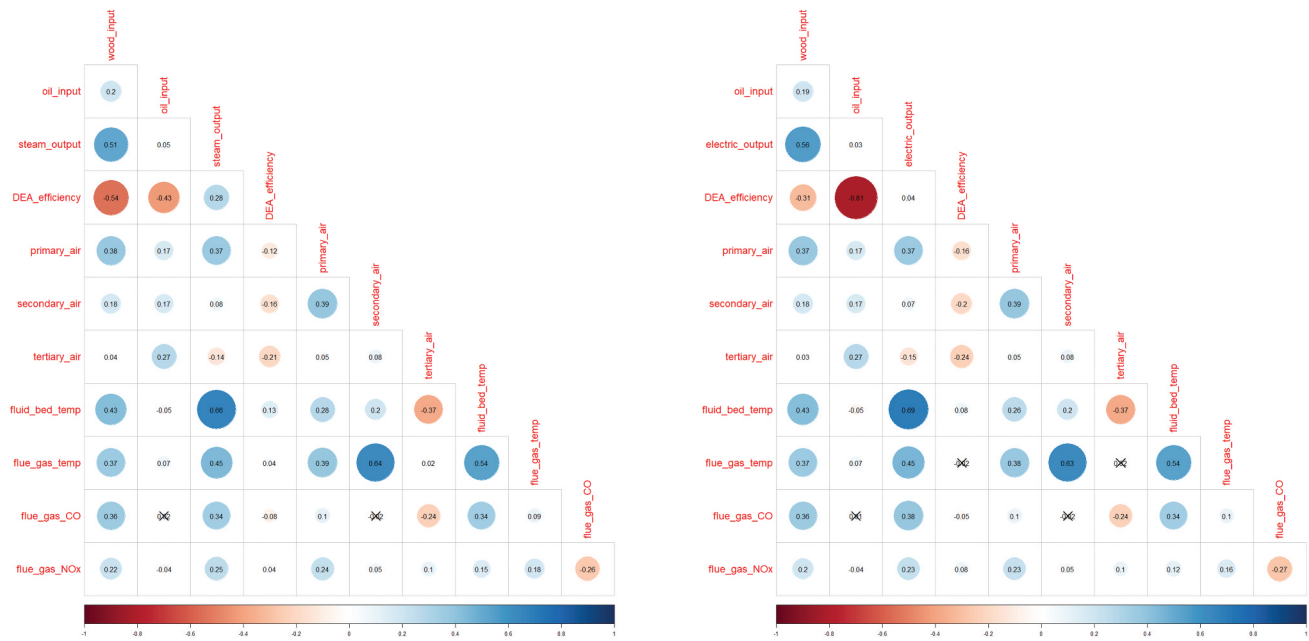 wood_input
oil_input 0.2 oil_input
steam_output 0.51 0.05 steam_output
DEA_efficiency -0.54 -0.43 0.28 DEA_efficiency
primary_air 0.38 0.17 0.37 -0.12 primary_air
secondary_air 0.18 0.17 0.08 -0.16 0.39 secondary_air
tertiary_air 0.04 0.27 -0.14 -0.21 0.05 0.08 tertiary_air
fluid_bed_temp 0.43 -0.05 0.68 0.13 0.28 0.2 -0.37 fluid_bed_temp
flue_gas_temp 0.37 0.07 0.45 0.04 0.39 0.64 0.02 0.54 flue_gas_temp
flue_gas_CO 0.36 0.34 -0.08 0.1 -0.24 0.34 0.09 flue_gas_CO
flue_gas_NOx 0.22 -0.04 0.25 0.04 0.24 0.05 0.1 0.15 0.18 -0.26
-1 -0.8 -0.6 -0.4 -0.2 0 0.2 0.4 0.6 0.8 1
wood_input
oil_input 0.19 oil_input
electric_output 0.56 0.03 electric_output
DEA_efficiency -0.31 -0.81 0.04 DEA_efficiency
primary_air 0.37 0.17 0.37 -0.16 primary_air
secondary_air 0.18 0.17 0.07 -0.2 0.39 secondary_air
tertiary_air 0.03 0.27 -0.15 -0.24 0.05 0.08 tertiary_air
fluid_bed_temp 0.43 -0.05 0.69 0.08 0.26 0.2 -0.37 fluid_bed_temp
flue_gas_temp 0.37 0.07 0.45 0.38 0.63 0.54 flue_gas_temp
flue_gas_CO 0.36 0.38 -0.05 0.1 -0.24 0.34 0.1 flue_gas_CO
flue_gas_NOx 0.2 -0.04 0.23 0.08 0.23 0.05 0.1 0.12 0.16 -0.27
-1 -0.8 -0.6 -0.4 -0.2 0 0.2 0.4 0.6 0.8